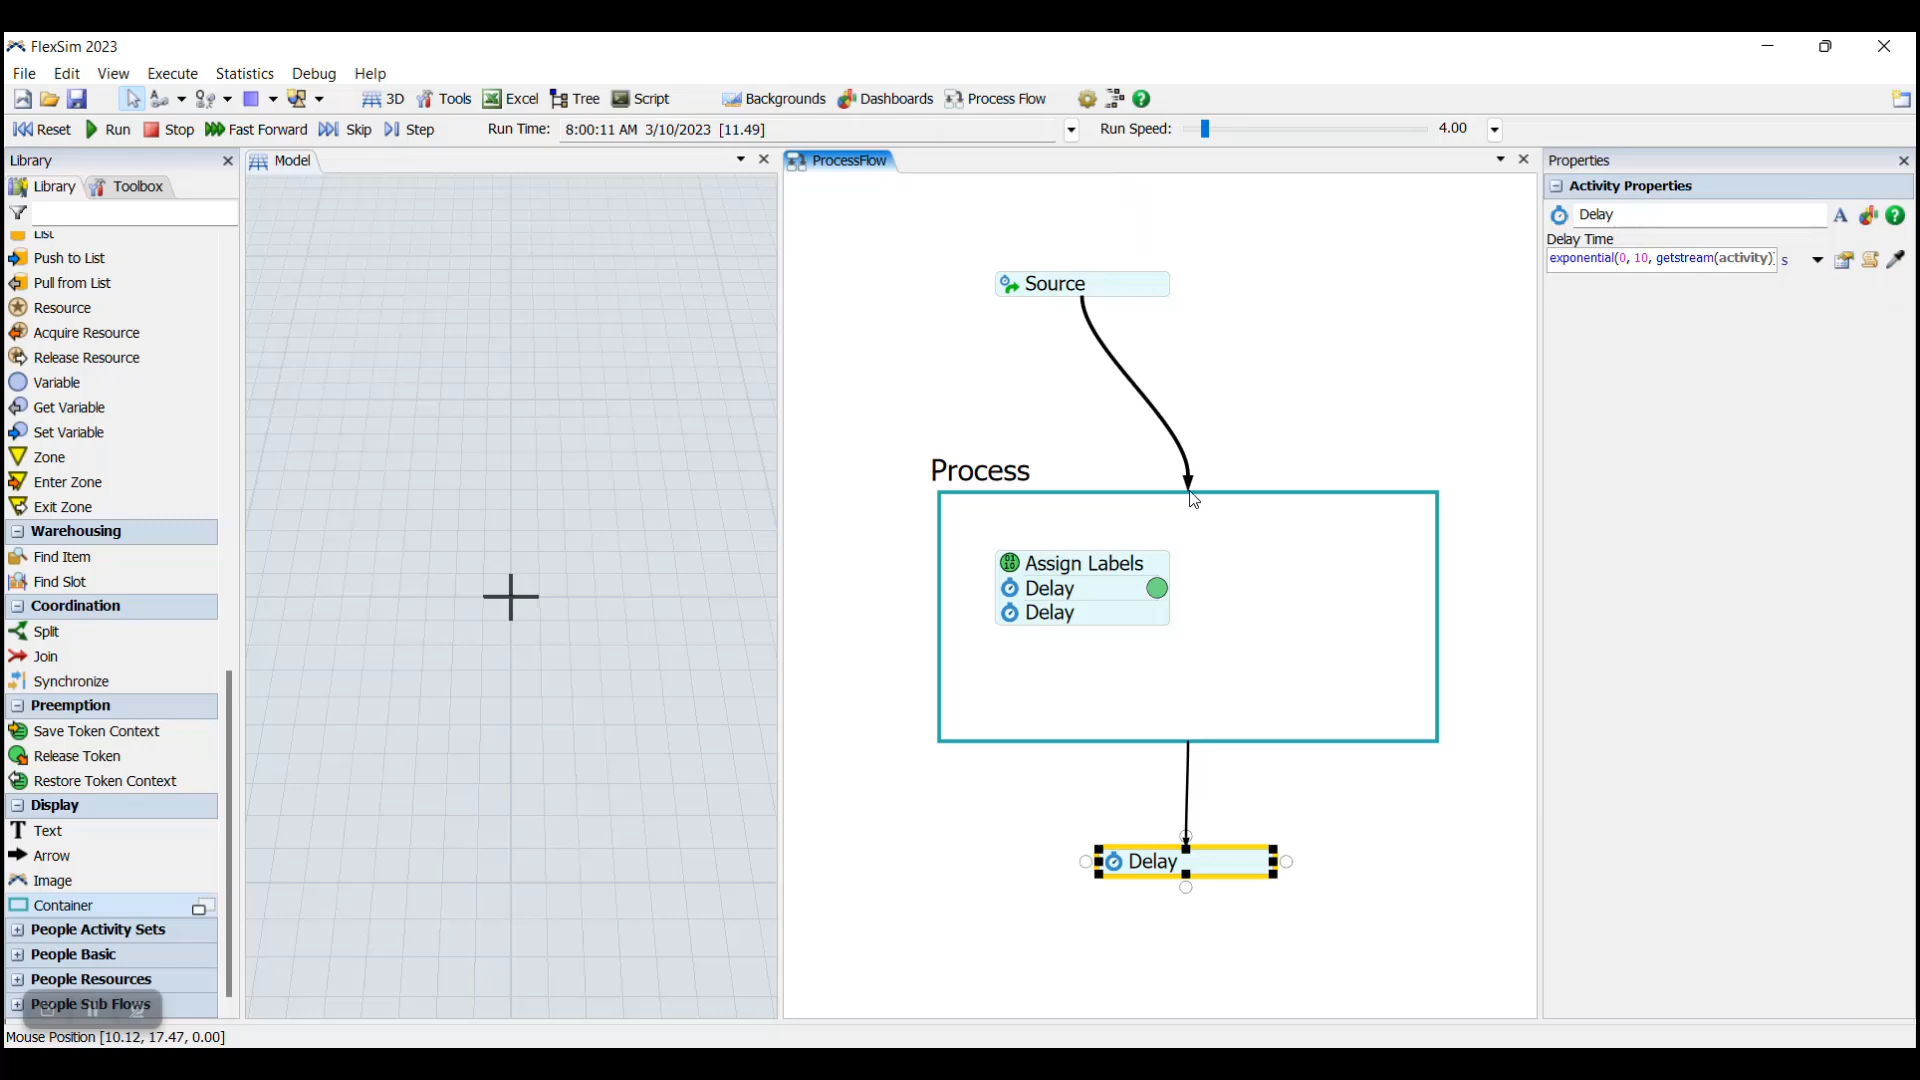 FlexSim 2023
File Edit View Execute Statistics Debug Help
3D Tools Excel Tree Script Backgrounds Dashboards Process Flow
Reset Run Stop Fast Forward Skip Step Run Time: 8:00:11 AM 3/10/2023 [11.49] Run Speed: 4.00
Library
Model
ProcessFlow
Properties
Library Toolbox
Activity Properties
Delay
Delay Time
exponential(0, 10, getstream(activity) s
List
Push to List
Pull from List
Resource
Acquire Resource
Release Resource
Variable
Get Variable
Set Variable
Zone
Enter Zone
Exit Zone
Warehousing
Find Item
Find Slot
Coordination
Split
Join
Synchronize
Preemption
Save Token Context
Release Token
Restore Token Context
Display
Text
Arrow
Image
Container
People Activity Sets
People Basic
People Resources
People Sub Flows
Source
Process
Assign Labels
Delay
Delay
Delay
Mouse Position [10.12, 17.47, 0.00]